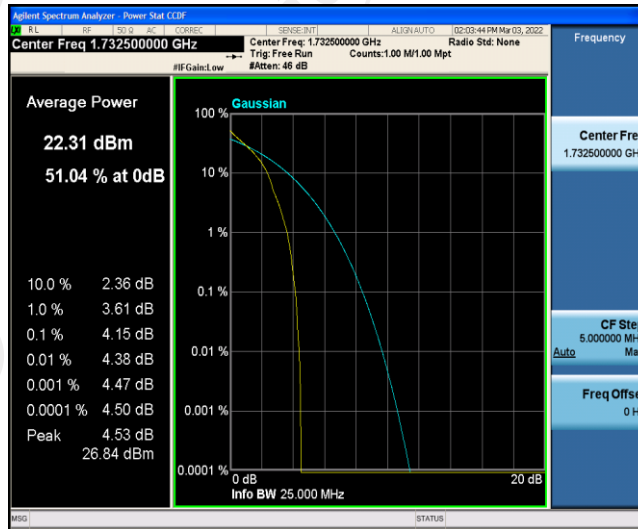 Agilent Spectrum Analyzer - Power Stat CCDF
RL RF 50 Ω AC CORREC SENSE:INT ALIGNAUTO 02:03:44 PM Mar 03, 2022
Center Freq 1.732500000 GHz
Center Freq: 1.732500000 GHz Radio Std: None
Trig: Free Run Counts:1.00 M/1.00 Mpt
#IFGain:Low #Atten: 46 dB
Frequency
Average Power
22.31 dBm
51.04 % at 0dB
10.0 % 2.36 dB
1.0 % 3.61 dB
0.1 % 4.15 dB
0.01 % 4.38 dB
0.001 % 4.47 dB
0.0001 % 4.50 dB
Peak 4.53 dB
26.84 dBm
Gaussian
100 %
10 %
1 %
0.1 %
0.01 %
0.001 %
0.0001 %
0 dB 20 dB
Info BW 25.000 MHz
Center Fre
1.732500000 GH
CF Ste
5.000000 MH
Auto Ma
Freq Offse
0 H
MSG STATUS